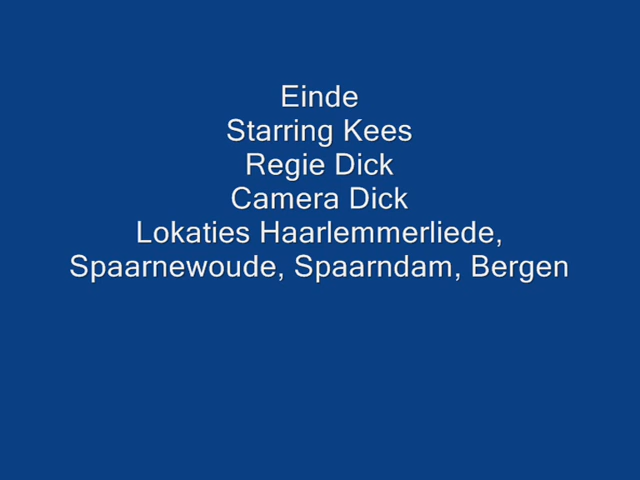 Einde
Starring Kees
Regie Dick
Camera Dick
Lokaties Haarlemmerliede,
Spaarnewoude, Spaarndam, Bergen